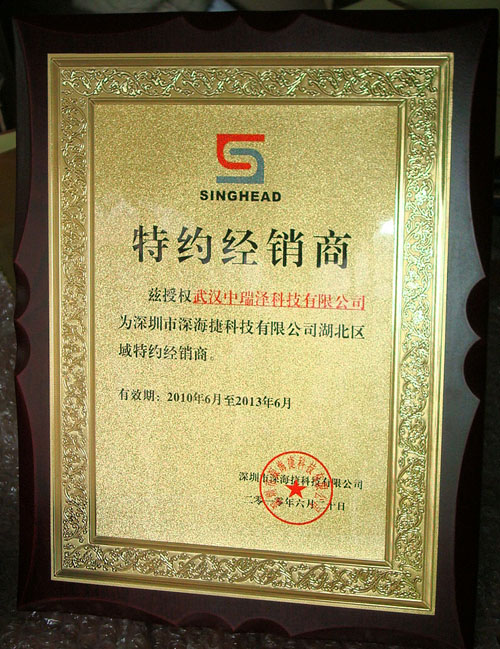 SINGHEAD
特约经销商
兹授权武汉中瑞泽科技有限公司
为深圳市深海捷科技有限公司湖北区
域特约经销商。
有效期：2010年6月至2013年6月
深圳市深海捷科技有限公司
二零一零年六月二十日